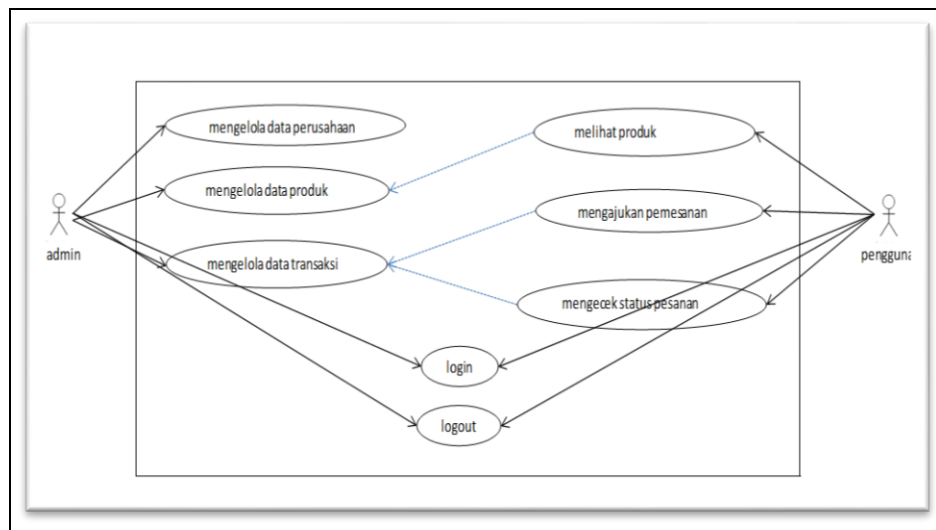 mengelola data perusahaan
melihat produk
mengelola data produk
mengajukan pemesanan
admin
pengguna
mengelola data transaksi
mengecek status pesanan
login
logout